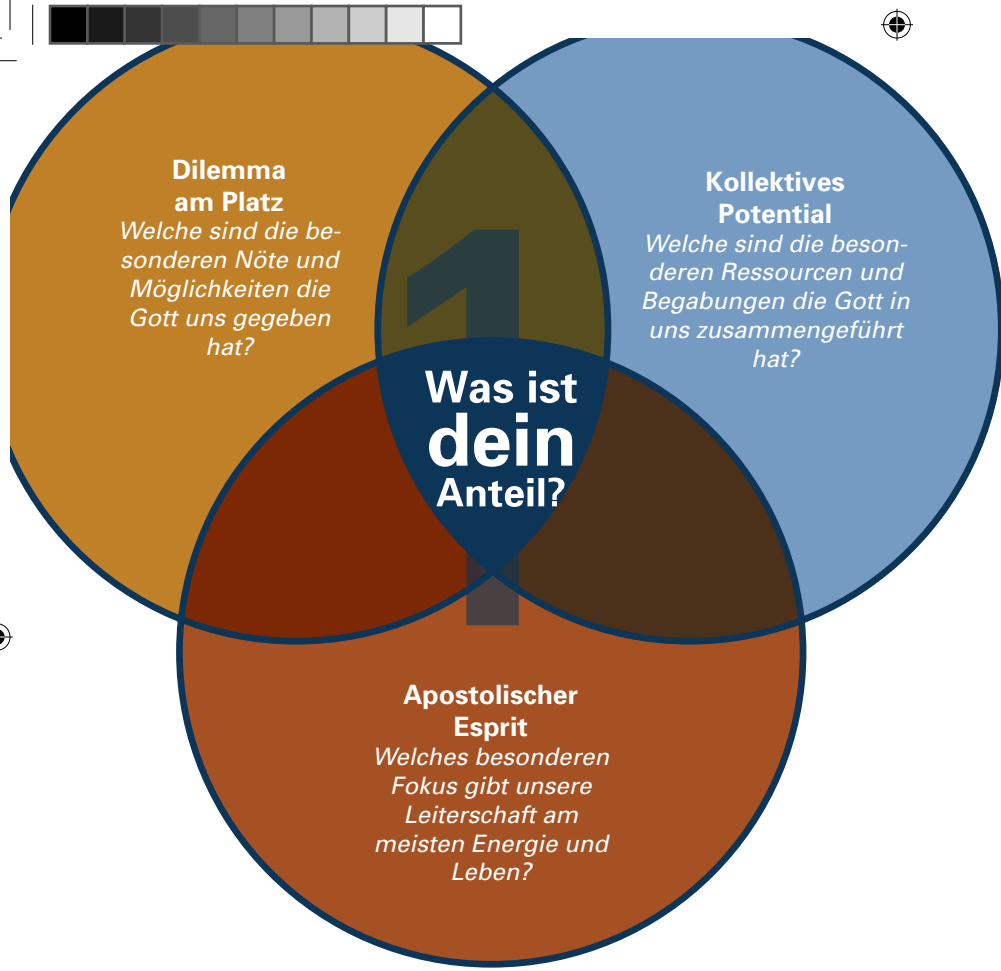 Dilemma
am Platz
Welche sind die be-
sonderen Nöte und
Möglichkeiten die
Gott uns gegeben
hat?
Kollektives
Potential
Welche sind die beson-
deren Ressourcen und
Begabungen die Gott in
uns zusammengeführt
hat?
1
Was ist
dein
Anteil?
Apostolischer
Esprit
Welches besonderen
Fokus gibt unsere
Leiterschaft am
meisten Energie und
Leben?